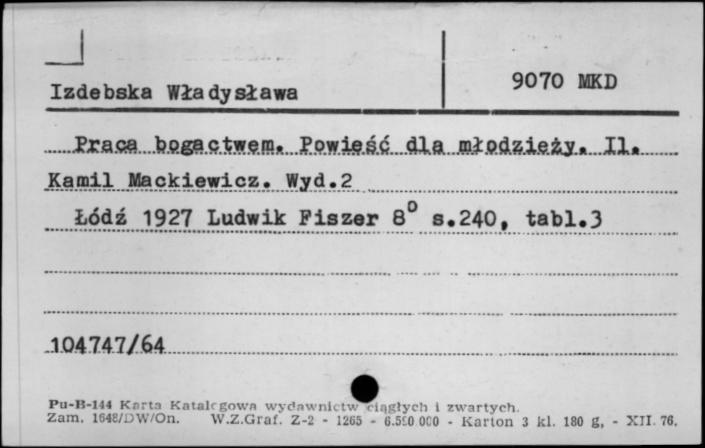 Izdebska Władysława
9070 MKD
Praca bogactwem. Powieść dla młodzieży. Il.
Kamil Mackiewicz. Wyd.2
Łódź 1927 Ludwik Fiszer 8° s.240, tabl.3
104747/64
Pu-B-144 Karta Katalogowa wydawnictw ciągłych i zwartych.
Zam. 1648/DW/On. W.Z.Graf. Z-2 - 1265 - 6.500.000 - Karton 3 kl. 180 g, - XII. 76.